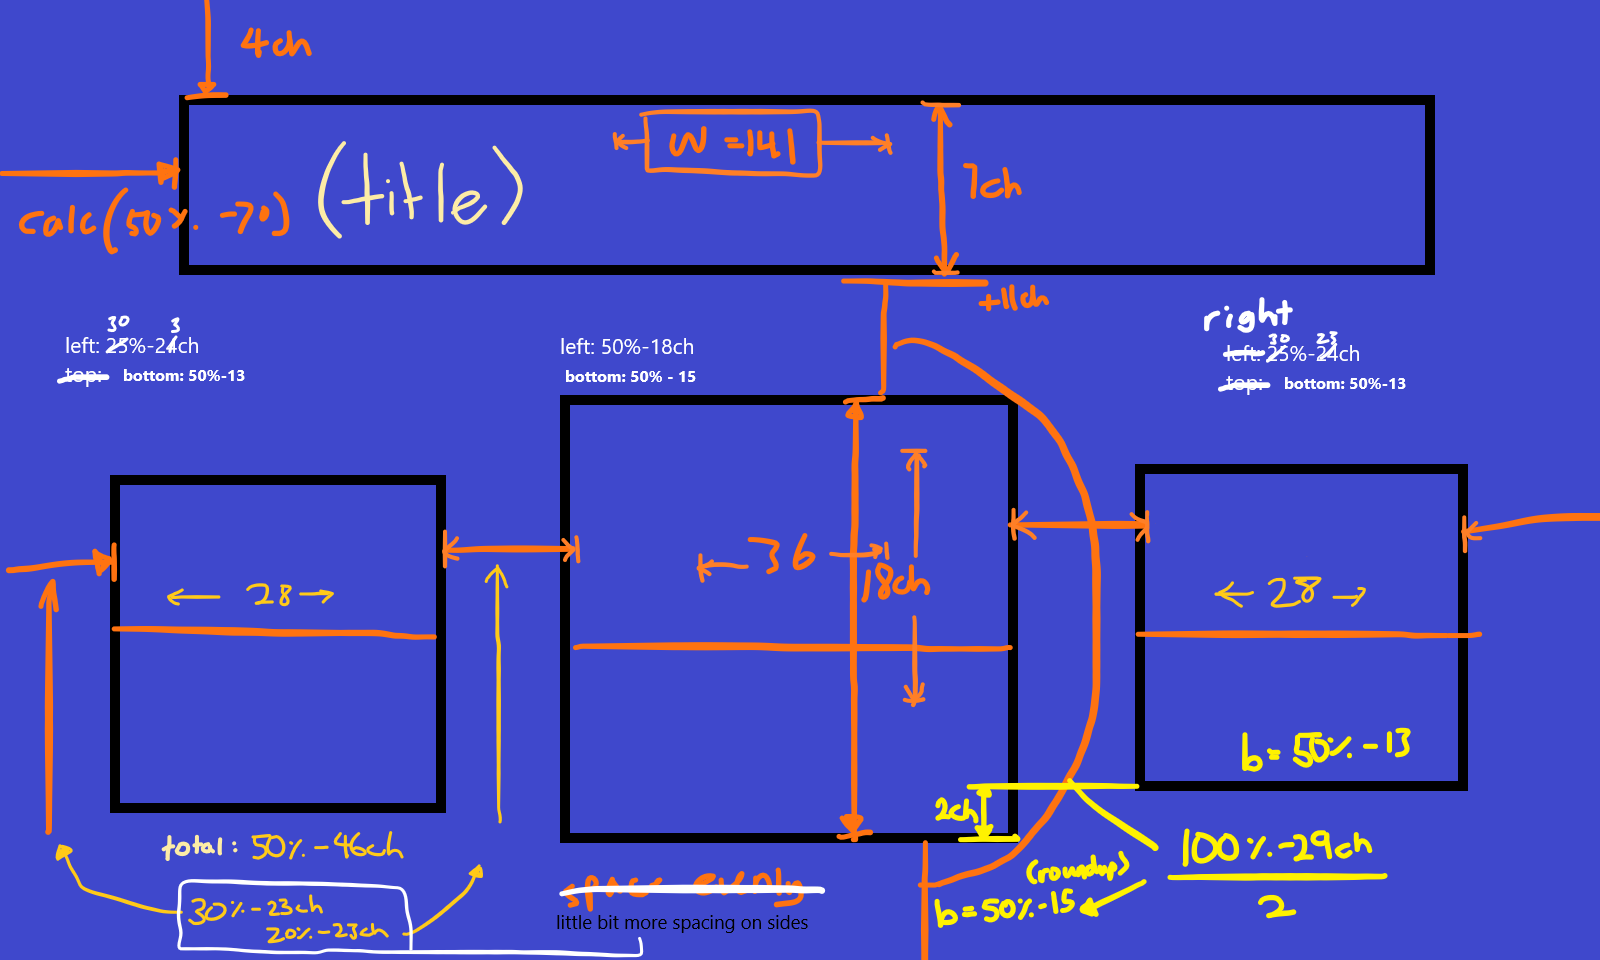 4ch
W = 141
7ch
calc(50% -70)
(title)
+11ch
30 3
left: 25%-24ch
top: bottom: 50%-13
left: 50%-18ch
bottom: 50% - 15
right
30 23
left: 25%-24ch
top: bottom: 50%-13
28
36
18ch
28
b = 50% -13
2ch
total: 50% -46ch
30% -23ch
20% -23ch
space evenly
little bit more spacing on sides
(roundup)
b = 50% -15
100% -29ch
2